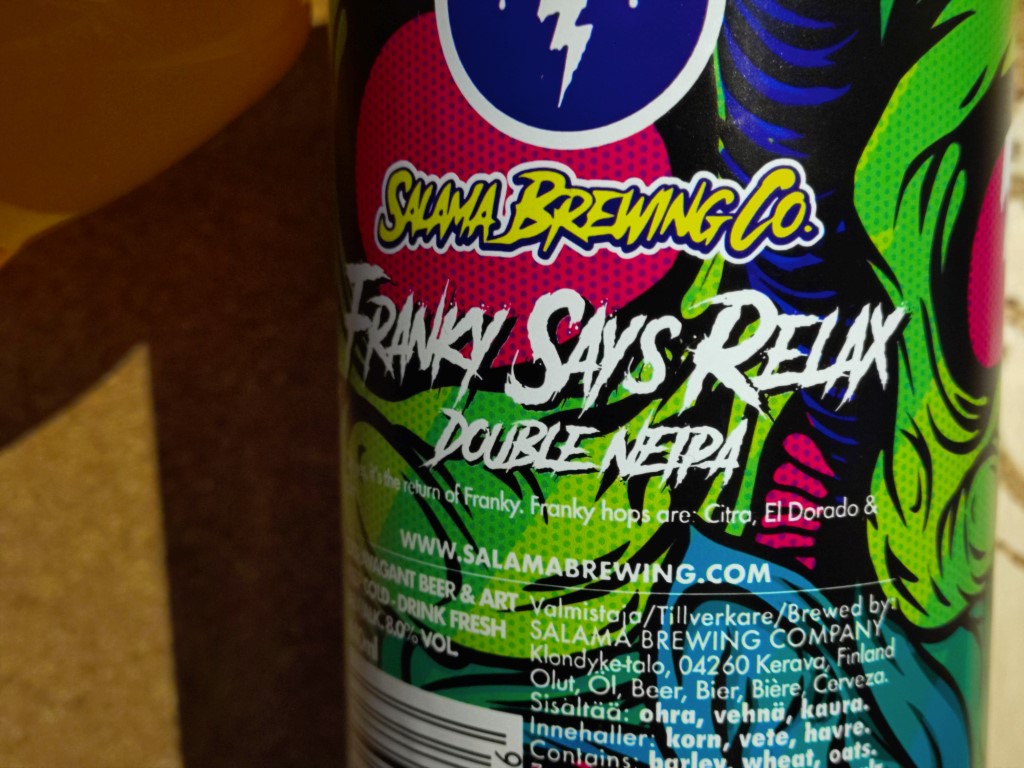 SALAMA BREWING CO.
FRANKY SAYS RELAX
DOUBLE NEIPA
it's the return of Franky. Franky hops are: Citra, El Dorado &
WWW.SALAMABREWING.COM
BEER & ART
- DRINK FRESH
8.0% VOL
Valmistaja/Tillverkare/Brewed by:
SALAMA BREWING COMPANY
Klondyke-talo, 04260 Kerava, Finland
Olut, Öl, Beer, Bier, Bière, Cerveza.
Sisältää: ohra, vehnä, kaura.
Innehaller: korn, vete, havre.
Contains: barley, wheat, oats.
6